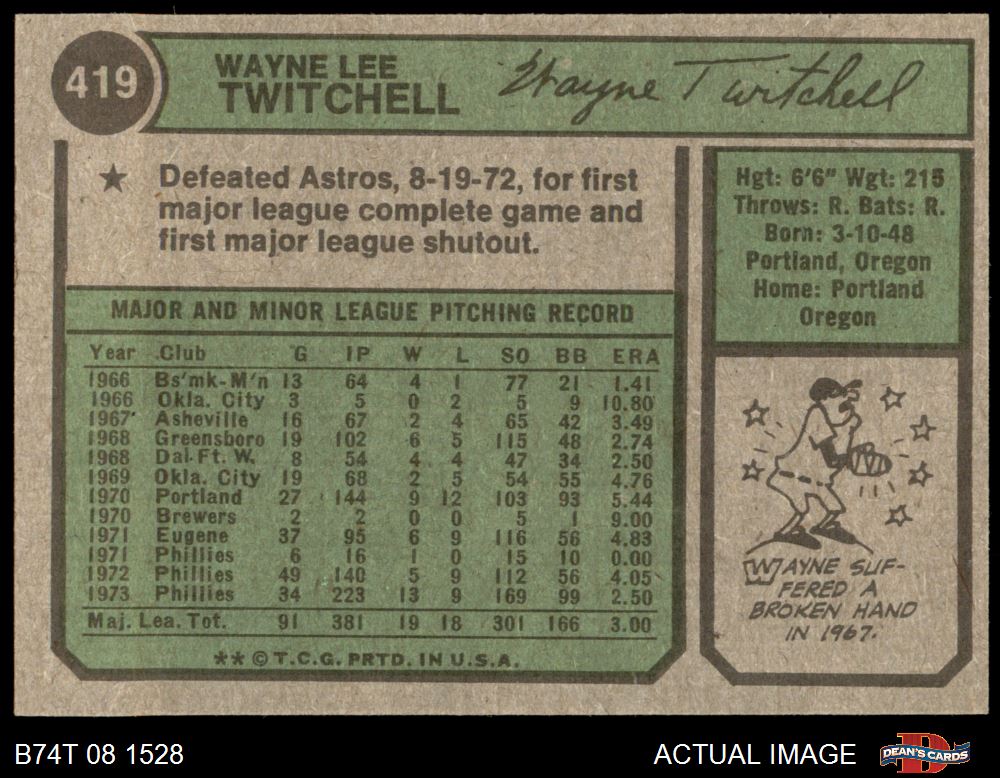 419
WAYNE LEE
TWITCHELL
Wayne Twitchell
★ Defeated Astros, 8-19-72, for first
major league complete game and
first major league shutout.
Hgt: 6'6" Wgt: 215
Throws: R. Bats: R.
Born: 3-10-48
Portland, Oregon
Home: Portland
Oregon
MAJOR AND MINOR LEAGUE PITCHING RECORD
Year Club G IP W L SO BB ERA
1966 Bs'mk-M'n 13 64 4 1 77 21 1.41
1966 Okla. City 3 5 0 2 5 9 10.80
1967 Asheville 16 67 2 4 65 42 3.49
1968 Greensboro 19 102 6 5 115 48 2.74
1968 Dal-Ft. W. 8 54 4 4 47 34 2.50
1969 Okla. City 19 68 2 5 54 55 4.76
1970 Portland 27 144 9 12 103 93 5.44
1970 Brewers 2 2 0 0 5 1 9.00
1971 Eugene 37 95 6 9 116 56 4.83
1971 Phillies 6 16 1 0 15 10 0.00
1972 Phillies 49 140 5 9 112 56 4.05
1973 Phillies 34 223 13 9 169 99 2.50
Maj. Lea. Tot. 91 381 19 18 301 166 3.00
** © T.C.G. PRTD. IN U.S.A.
WAYNE SUF-
FERED A
BROKEN HAND
IN 1967.
B74T 08 1528
ACTUAL IMAGE
DEAN'S CARDS